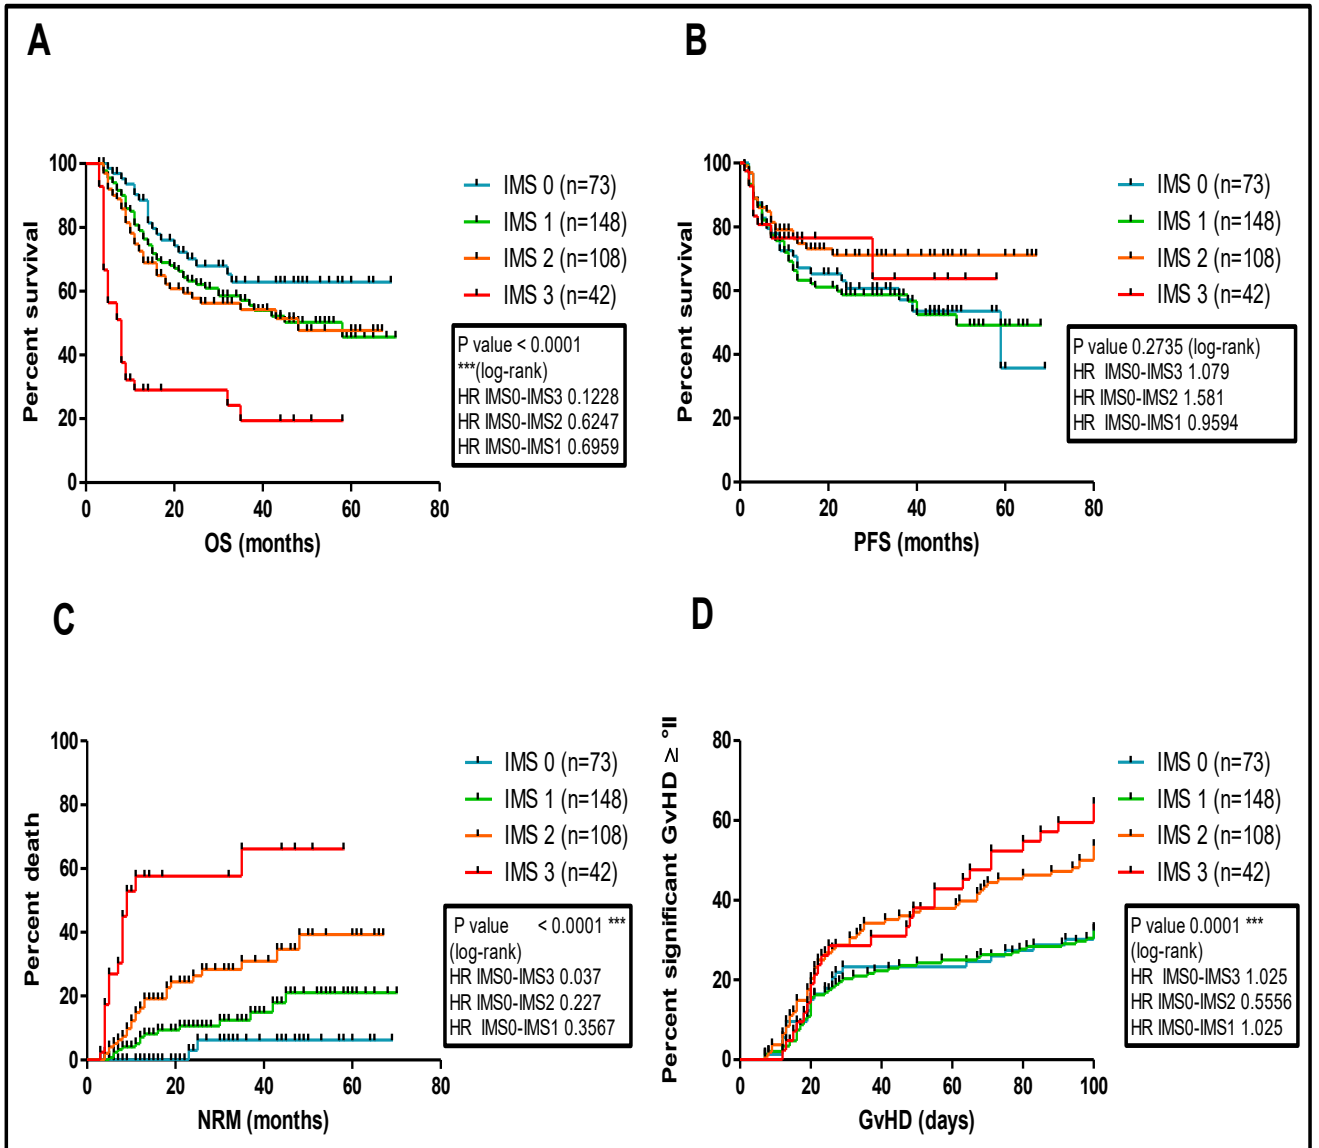 A
100
80
60
40
20
0
Percent survival
0 20 40 60 80
OS (months)
IMS 0 (n=73)
IMS 1 (n=148)
IMS 2 (n=108)
IMS 3 (n=42)
P value < 0.0001
***(log-rank)
HR IMS0-IMS3 0.1228
HR IMS0-IMS2 0.6247
HR IMS0-IMS1 0.6959
B
100
80
60
40
20
0
Percent survival
0 20 40 60 80
PFS (months)
IMS 0 (n=73)
IMS 1 (n=148)
IMS 2 (n=108)
IMS 3 (n=42)
P value 0.2735 (log-rank)
HR IMS0-IMS3 1.079
HR IMS0-IMS2 1.581
HR IMS0-IMS1 0.9594
C
100
80
60
40
20
0
Percent death
0 20 40 60 80
NRM (months)
IMS 0 (n=73)
IMS 1 (n=148)
IMS 2 (n=108)
IMS 3 (n=42)
P value < 0.0001 ***
(log-rank)
HR IMS0-IMS3 0.037
HR IMS0-IMS2 0.227
HR IMS0-IMS1 0.3567
D
80
60
40
20
0
Percent significant GvHD ≥ °II
0 20 40 60 80 100
GvHD (days)
IMS 0 (n=73)
IMS 1 (n=148)
IMS 2 (n=108)
IMS 3 (n=42)
P value 0.0001 ***
(log-rank)
HR IMS0-IMS3 1.025
HR IMS0-IMS2 0.5556
HR IMS0-IMS1 1.025